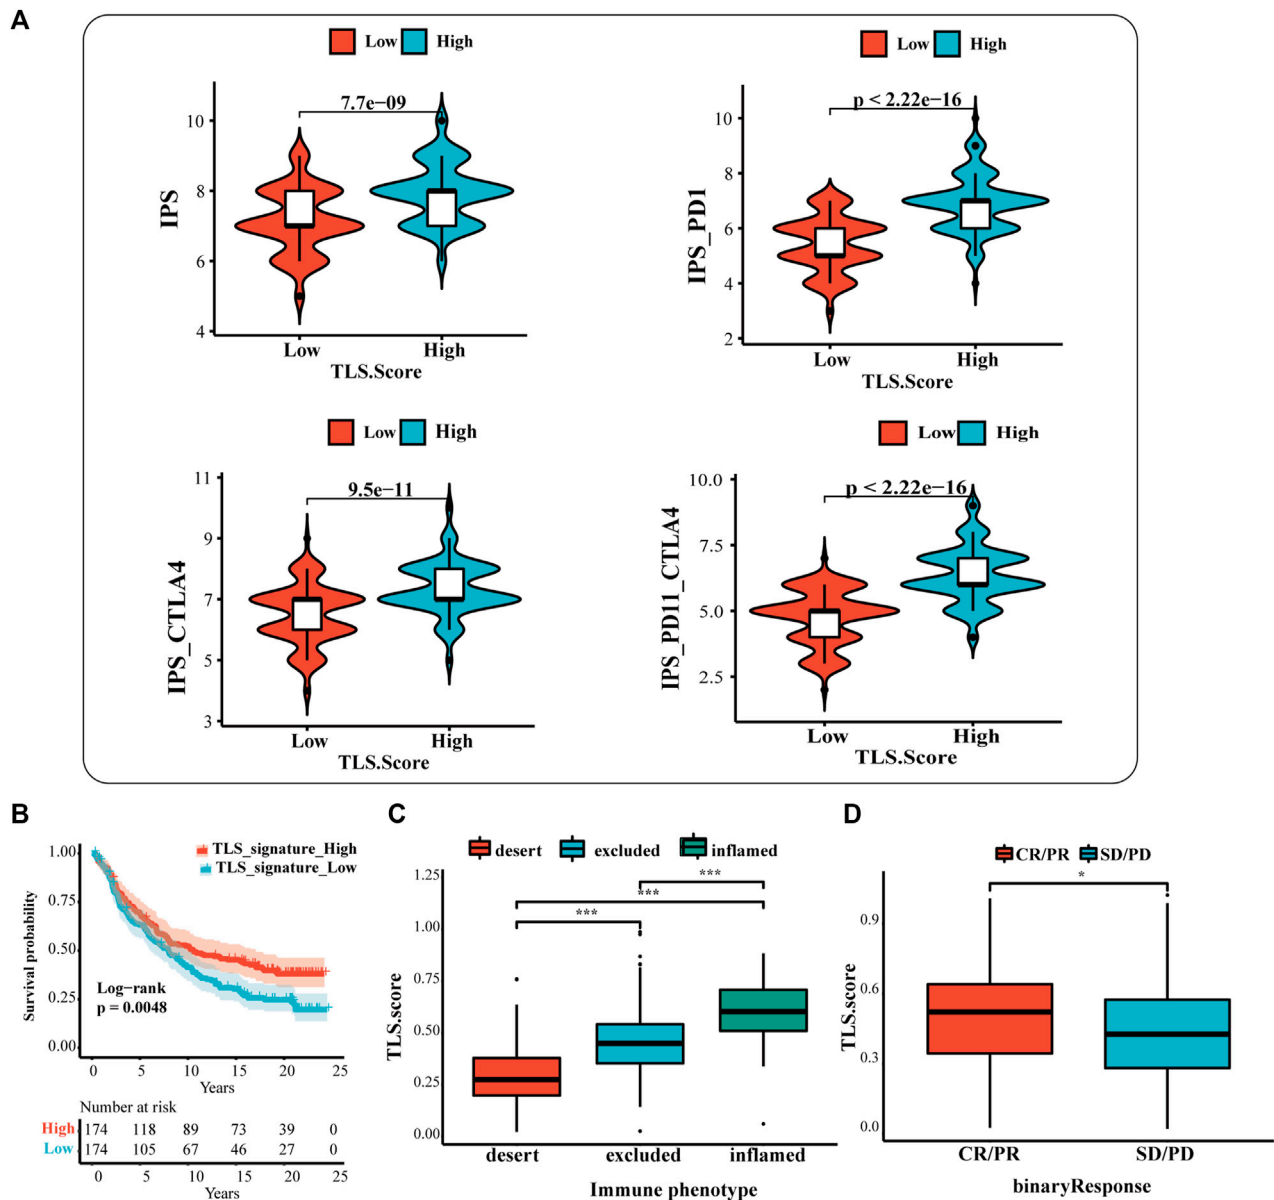 A
Low High
7.7e−09
10
8
6
4
IPS
Low High
TLS.Score
Low High
p < 2.22e−16
10
8
6
4
2
IPS_PD1
Low High
TLS.Score
Low High
9.5e−11
11
9
7
5
3
IPS_CTLA4
Low High
TLS.Score
Low High
p < 2.22e−16
10.0
7.5
5.0
2.5
IPS_PD11_CTLA4
Low High
TLS.Score
B
TLS_signature_High
TLS_signature_Low
1.00
0.75
0.50
0.25
0.00
Survival probability
Log−rank
p = 0.0048
0 5 10 15 20 25
Years
Number at risk
High 174 118 89 73 39 0
Low 174 105 67 46 27 0
0 5 10 15 20 25
Years
C
desert excluded inflamed
1.25
1.00
0.75
0.50
0.25
0.00
TLS.score
***
***
***
desert excluded inflamed
Immune phenotype
D
CR/PR SD/PD
*
0.9
0.6
0.3
0.0
TLS.score
CR/PR SD/PD
binaryResponse